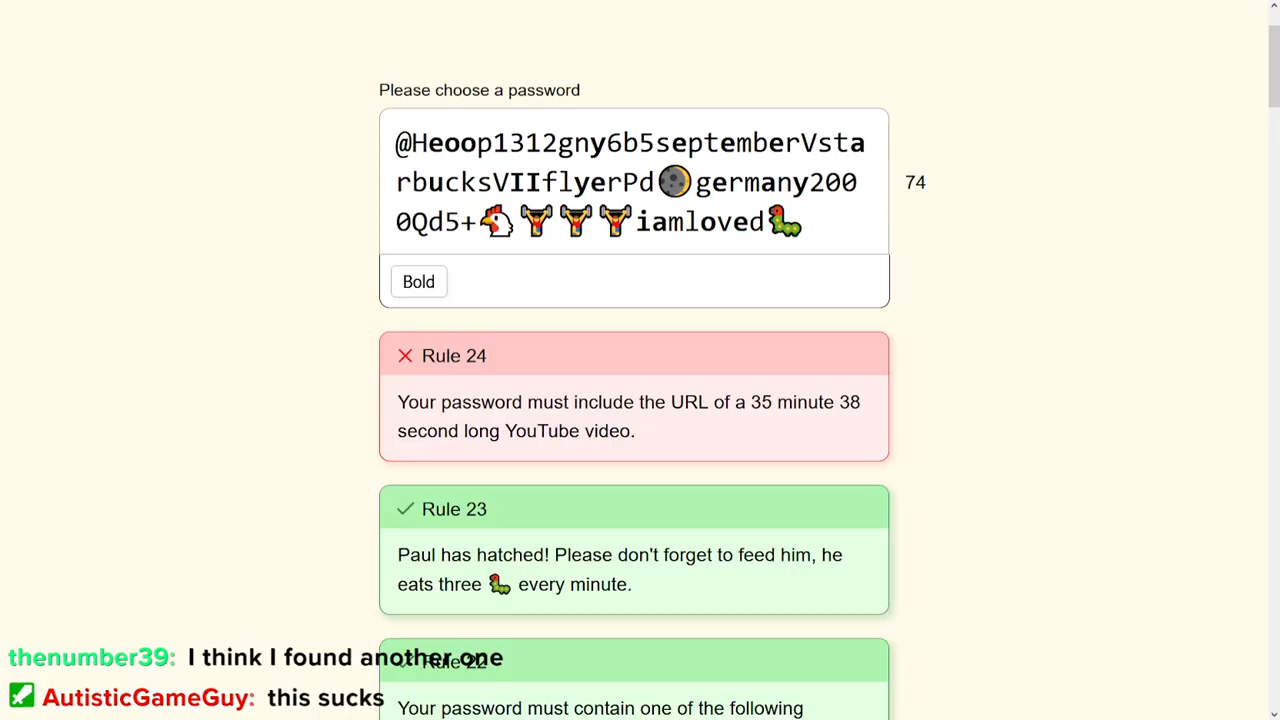 Please choose a password
@Heoop1312gny6b5septemberVsta
rbucksVIIflyerPd🌒germany200
0Qd5+🐔🏋️🏋️🏋️iamloved🐛
74
Bold
Rule 24
Your password must include the URL of a 35 minute 38
second long YouTube video.
Rule 23
Paul has hatched! Please don't forget to feed him, he
eats three 🐛 every minute.
Rule 22
Your password must contain one of the following
thenumber39: I think I found another one
AutisticGameGuy: this sucks